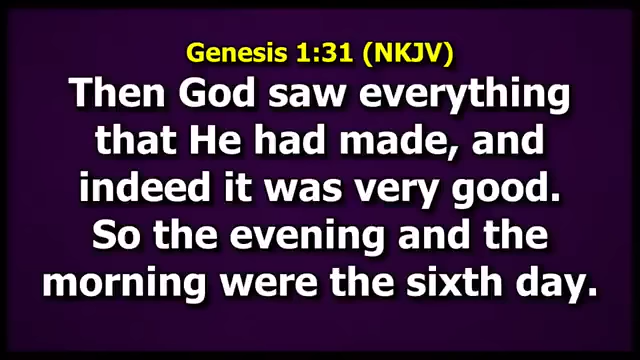 Genesis 1:31 (NKJV)
Then God saw everything
that He had made, and
indeed it was very good.
So the evening and the
morning were the sixth day.